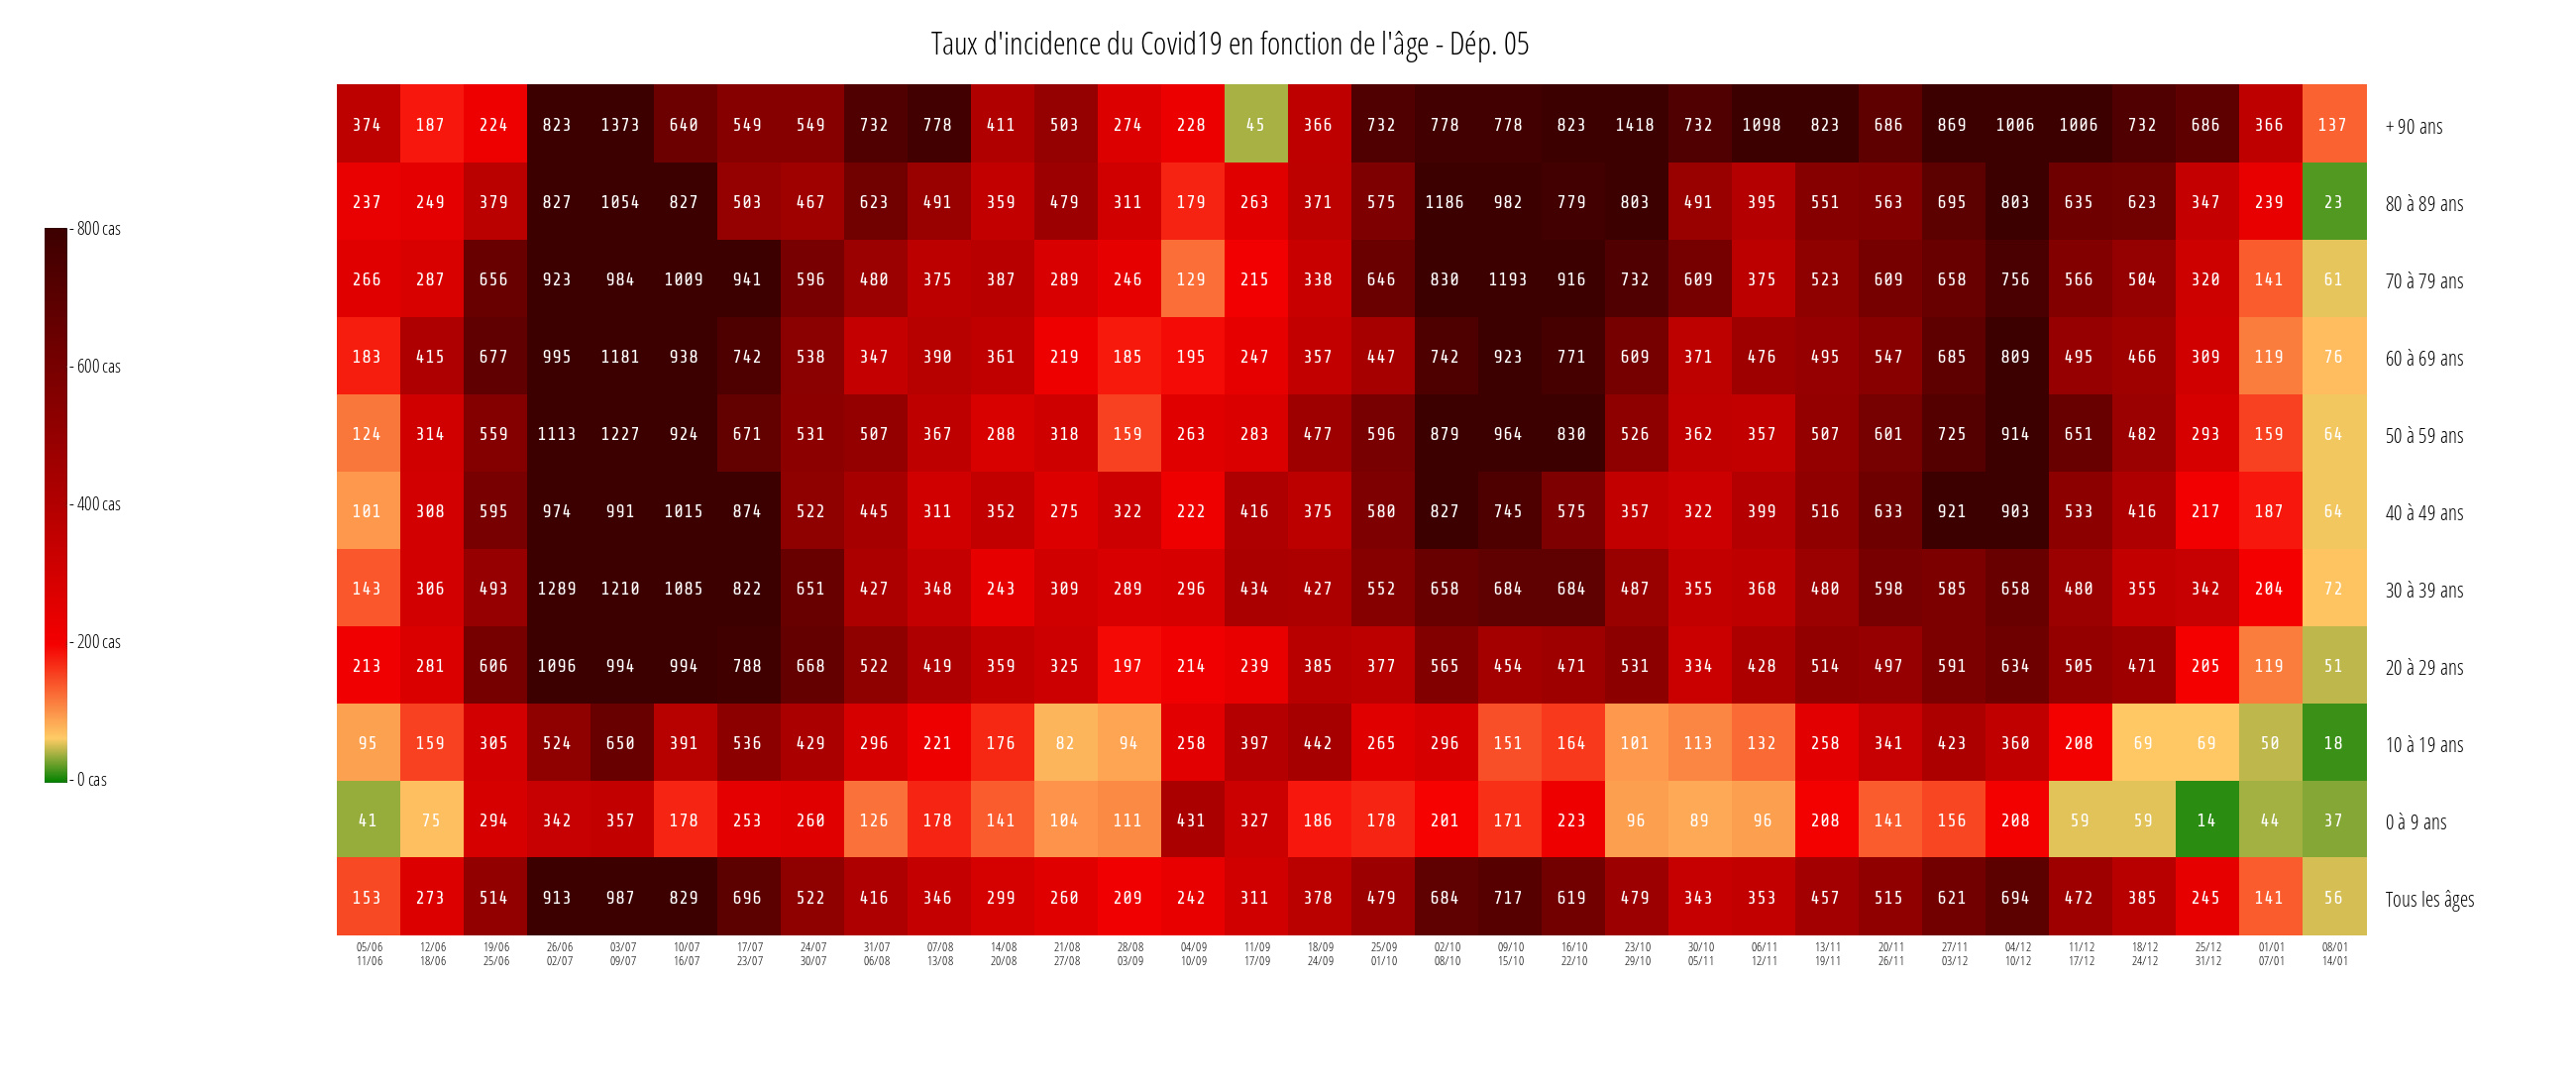 Taux d'incidence du Covid19 en fonction de l'âge - Dép. 05
374 187 224 823 1373 640 549 549 732 778 411 503 274 228 45 366 732 778 778 823 1418 732 1098 823 686 869 1006 1006 732 686 366 137 + 90 ans
237 249 379 827 1054 827 503 467 623 491 359 479 311 179 263 371 575 1186 982 779 803 491 395 551 563 695 803 635 623 347 239 23 80 à 89 ans
- 800 cas
266 287 656 923 984 1009 941 596 480 375 387 289 246 129 215 338 646 830 1193 916 732 609 375 523 609 658 756 566 504 320 141 61 70 à 79 ans
183 415 677 995 1181 938 742 538 347 390 361 219 185 195 247 357 447 742 923 771 609 371 476 495 547 685 809 495 466 309 119 76 60 à 69 ans
- 600 cas
124 314 559 1113 1227 924 671 531 507 367 288 318 159 263 283 477 596 879 964 830 526 362 357 507 601 725 914 651 482 293 159 64 50 à 59 ans
- 400 cas
101 308 595 974 991 1015 874 522 445 311 352 275 322 222 416 375 580 827 745 575 357 322 399 516 633 921 903 533 416 217 187 64 40 à 49 ans
143 306 493 1289 1210 1085 822 651 427 348 243 309 289 296 434 427 552 658 684 684 487 355 368 480 598 585 658 480 355 342 204 72 30 à 39 ans
- 200 cas
213 281 606 1096 994 994 788 668 522 419 359 325 197 214 239 385 377 565 454 471 531 334 428 514 497 591 634 505 471 205 119 51 20 à 29 ans
95 159 305 524 650 391 536 429 296 221 176 82 94 258 397 442 265 296 151 164 101 113 132 258 341 423 360 208 69 69 50 18 10 à 19 ans
- 0 cas
41 75 294 342 357 178 253 260 126 178 141 104 111 431 327 186 178 201 171 223 96 89 96 208 141 156 208 59 59 14 44 37 0 à 9 ans
153 273 514 913 987 829 696 522 416 346 299 260 209 242 311 378 479 684 717 619 479 343 353 457 515 621 694 472 385 245 141 56 Tous les âges
05/06 12/06 19/06 26/06 03/07 10/07 17/07 24/07 31/07 07/08 14/08 21/08 28/08 04/09 11/09 18/09 25/09 02/10 09/10 16/10 23/10 30/10 06/11 13/11 20/11 27/11 04/12 11/12 18/12 25/12 01/01 08/01
11/06 18/06 25/06 02/07 09/07 16/07 23/07 30/07 06/08 13/08 20/08 27/08 03/09 10/09 17/09 24/09 01/10 08/10 15/10 22/10 29/10 05/11 12/11 19/11 26/11 03/12 10/12 17/12 24/12 31/12 07/01 14/01